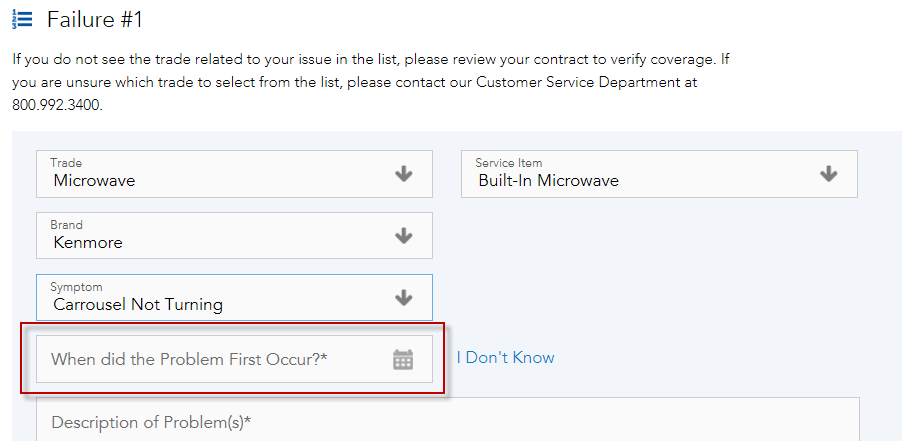 Failure #1
If you do not see the trade related to your issue in the list, please review your contract to verify coverage. If
you are unsure which trade to select from the list, please contact our Customer Service Department at
800.992.3400.
Trade
Microwave
Service Item
Built-In Microwave
Brand
Kenmore
Symptom
Carrousel Not Turning
When did the Problem First Occur?*
I Don't Know
Description of Problem(s)*